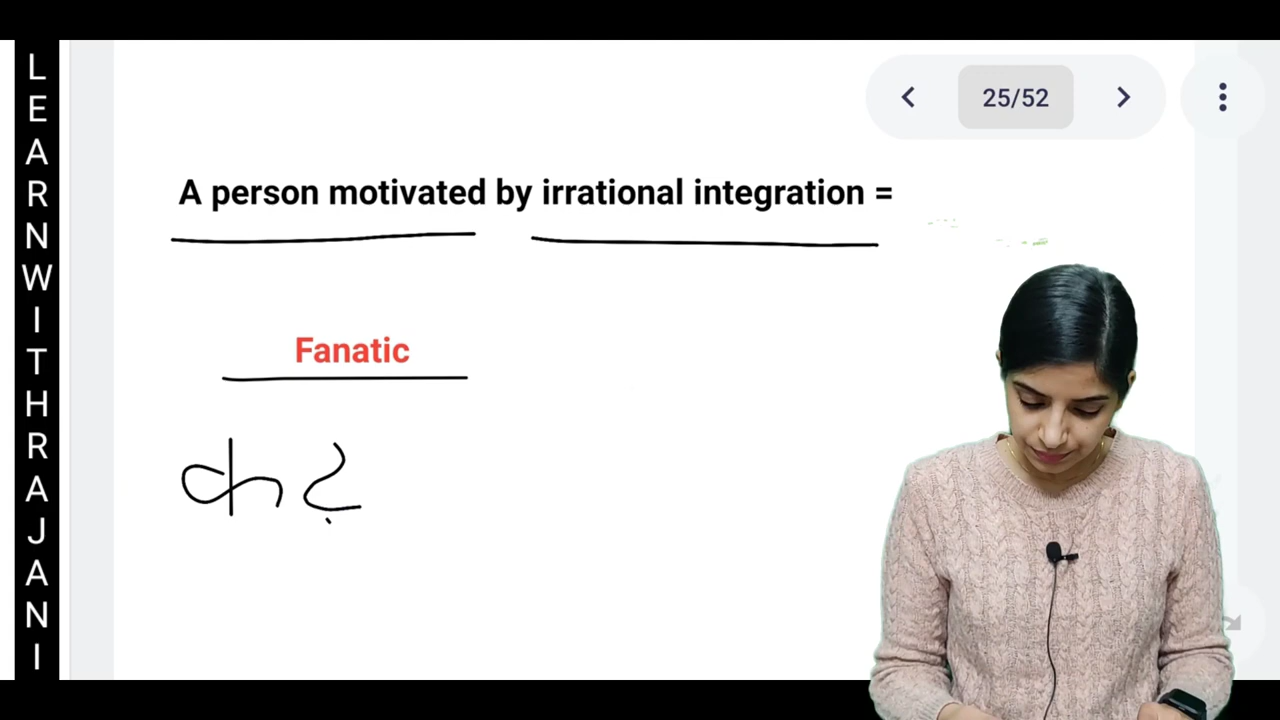 LEARNWITHRAJANI
25/52
A person motivated by irrational integration =
Fanatic